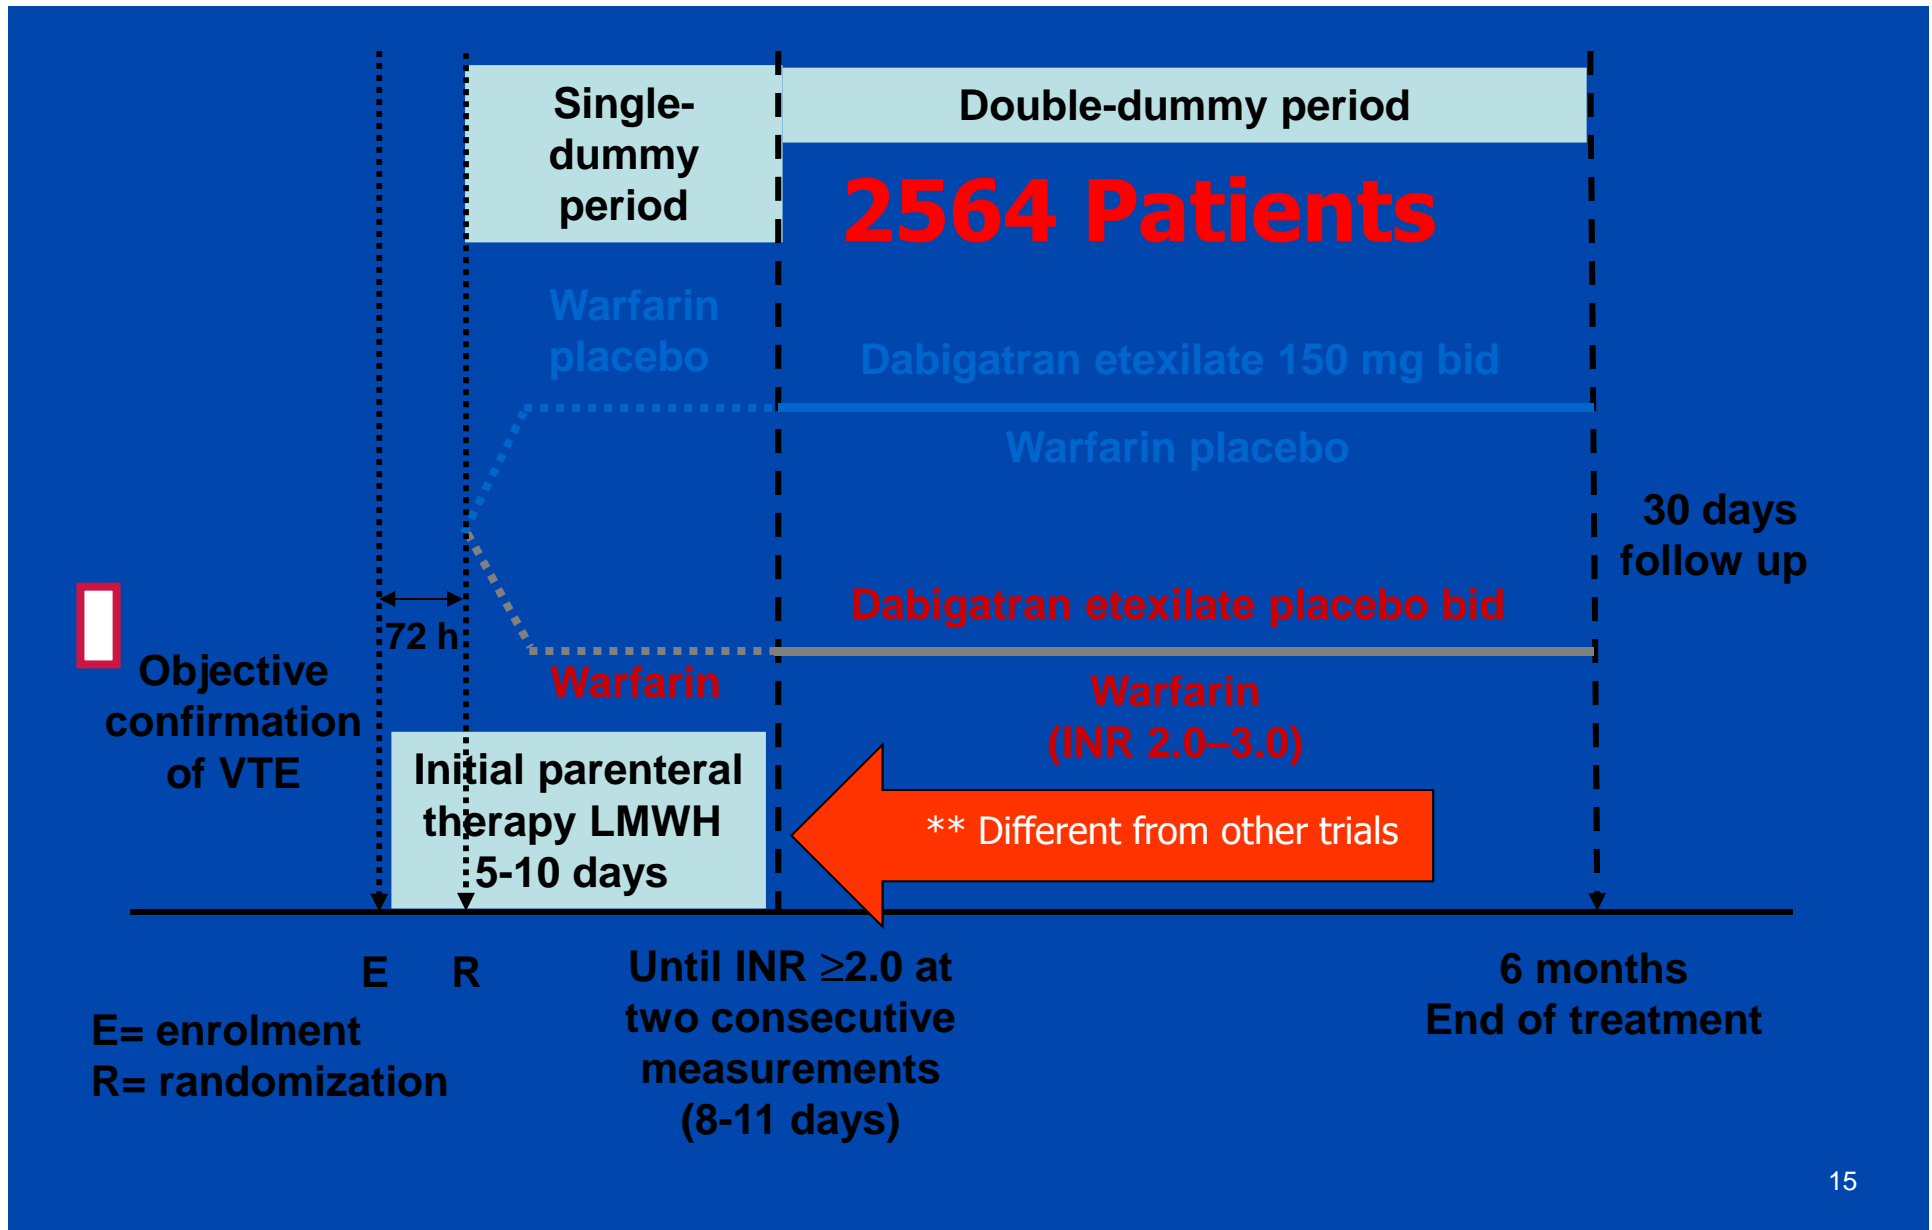 Single-
dummy
period
Double-dummy period
2564 Patients
Warfarin
placebo
Dabigatran etexilate 150 mg bid
Warfarin placebo
30 days
follow up
Dabigatran etexilate placebo bid
72 h
Objective
confirmation
of VTE
Warfarin
Warfarin
(INR 2.0–3.0)
Initial parenteral
therapy LMWH
5-10 days
** Different from other trials
E
R
Until INR ≥2.0 at
two consecutive
measurements
(8-11 days)
6 months
End of treatment
E= enrolment
R= randomization
15